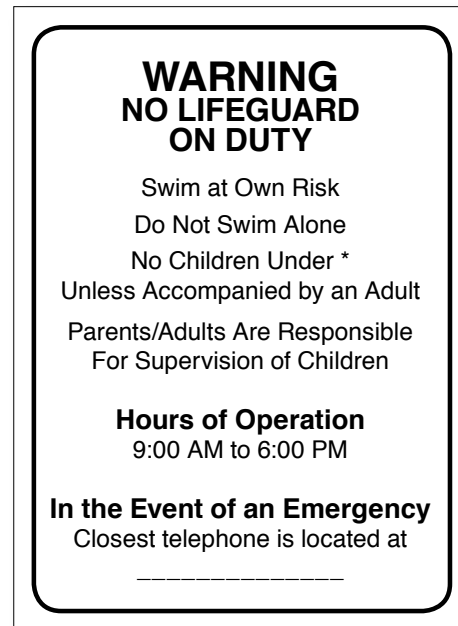 WARNING
NO LIFEGUARD
ON DUTY
Swim at Own Risk
Do Not Swim Alone
No Children Under *
Unless Accompanied by an Adult
Parents/Adults Are Responsible
For Supervision of Children
Hours of Operation
9:00 AM to 6:00 PM
In the Event of an Emergency
Closest telephone is located at
______________